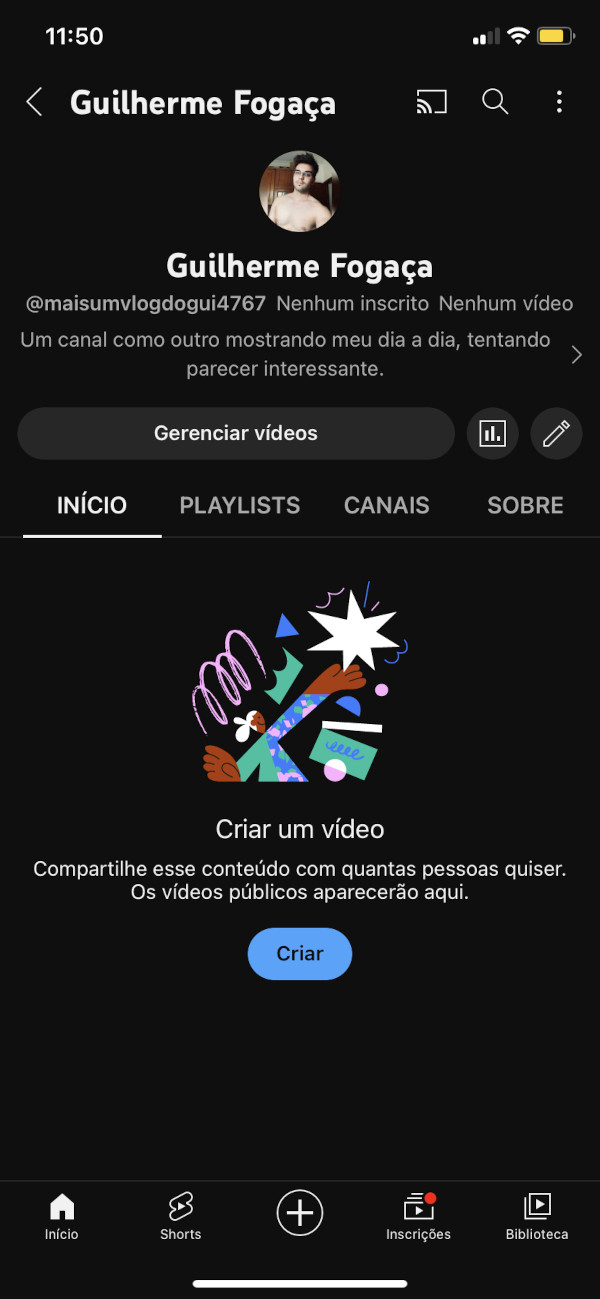 11:50
Guilherme Fogaça
Guilherme Fogaça
@maisumvlogdogui4767 Nenhum inscrito Nenhum vídeo
Um canal como outro mostrando meu dia a dia, tentando
parecer interessante.
Gerenciar vídeos
INÍCIO PLAYLISTS CANAIS SOBRE
Criar um vídeo
Compartilhe esse conteúdo com quantas pessoas quiser.
Os vídeos públicos aparecerão aqui.
Criar
Início Shorts Inscrições Biblioteca